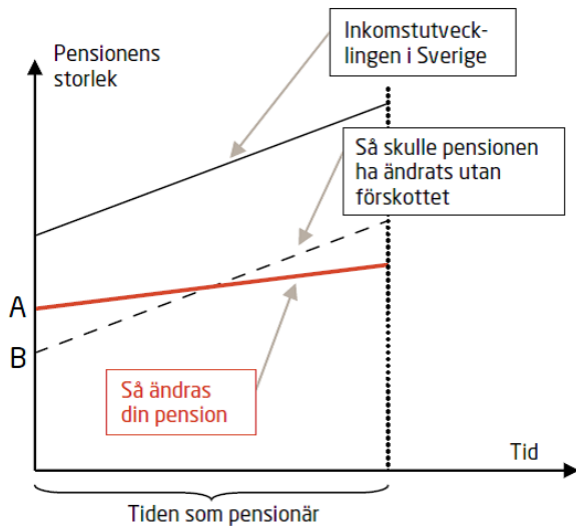 Pensionens
storlek
Inkomstutveck-
lingen i Sverige
Så skulle pensionen
ha ändrats utan
förskottet
A
B
Så ändras
din pension
Tid
Tiden som pensionär